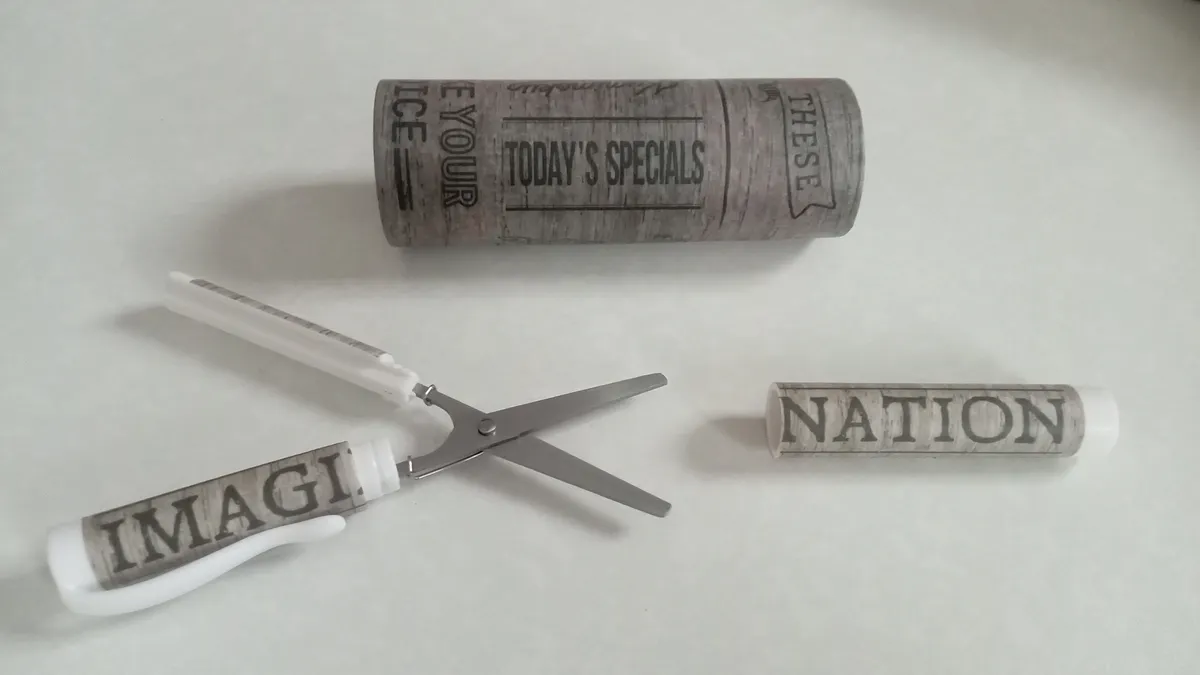 ICE
E YOUR
TODAY'S SPECIALS
THESE
IMAGI
NATION